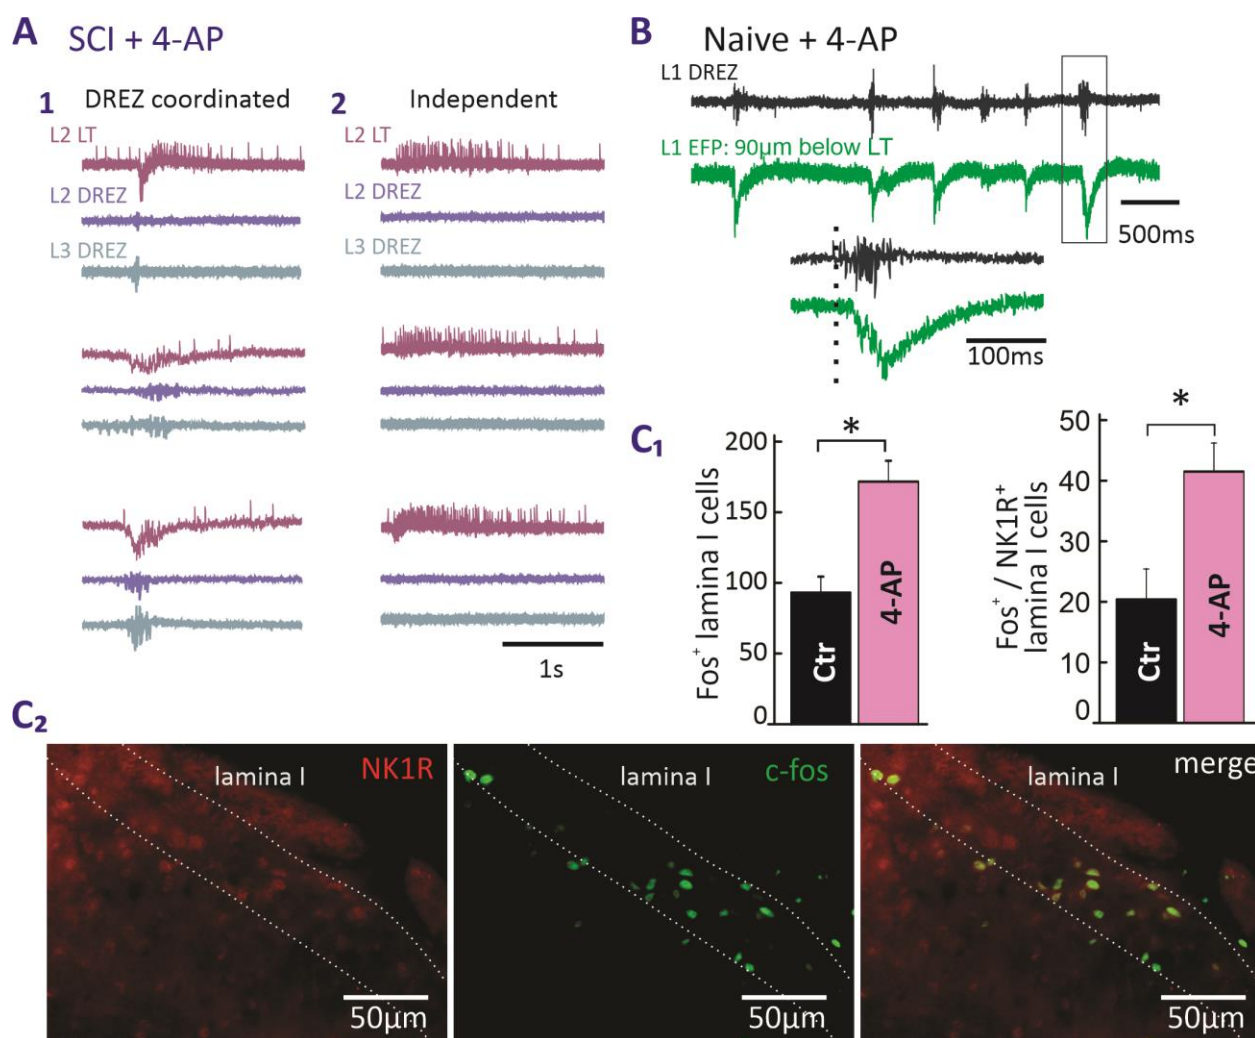 A SCI + 4-AP
1 DREZ coordinated
2 Independent
L2 LT
L2 DREZ
L3 DREZ
L2 LT
L2 DREZ
L3 DREZ
1s
B Naive + 4-AP
L1 DREZ
L1 EFP: 90µm below LT
500ms
100ms
C₁
Fos⁺ lamina I cells
200
150
100
50
0
*
Ctr
4-AP
Fos⁺ / NK1R⁺
lamina I cells
50
40
30
20
10
0
*
Ctr
4-AP
C₂
lamina I NK1R
50µm
lamina I c-fos
50µm
lamina I merge
50µm